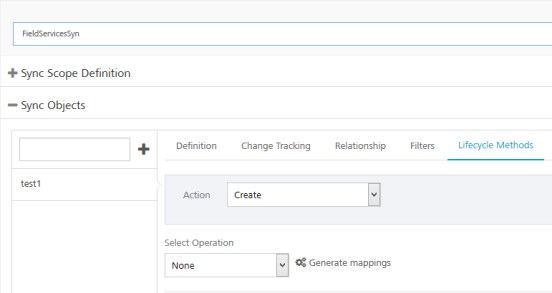 FieldServicesSyn
Sync Scope Definition
Sync Objects
Definition Change Tracking Relationship Filters Lifecycle Methods
test1
Action Create
Select Operation
None Generate mappings